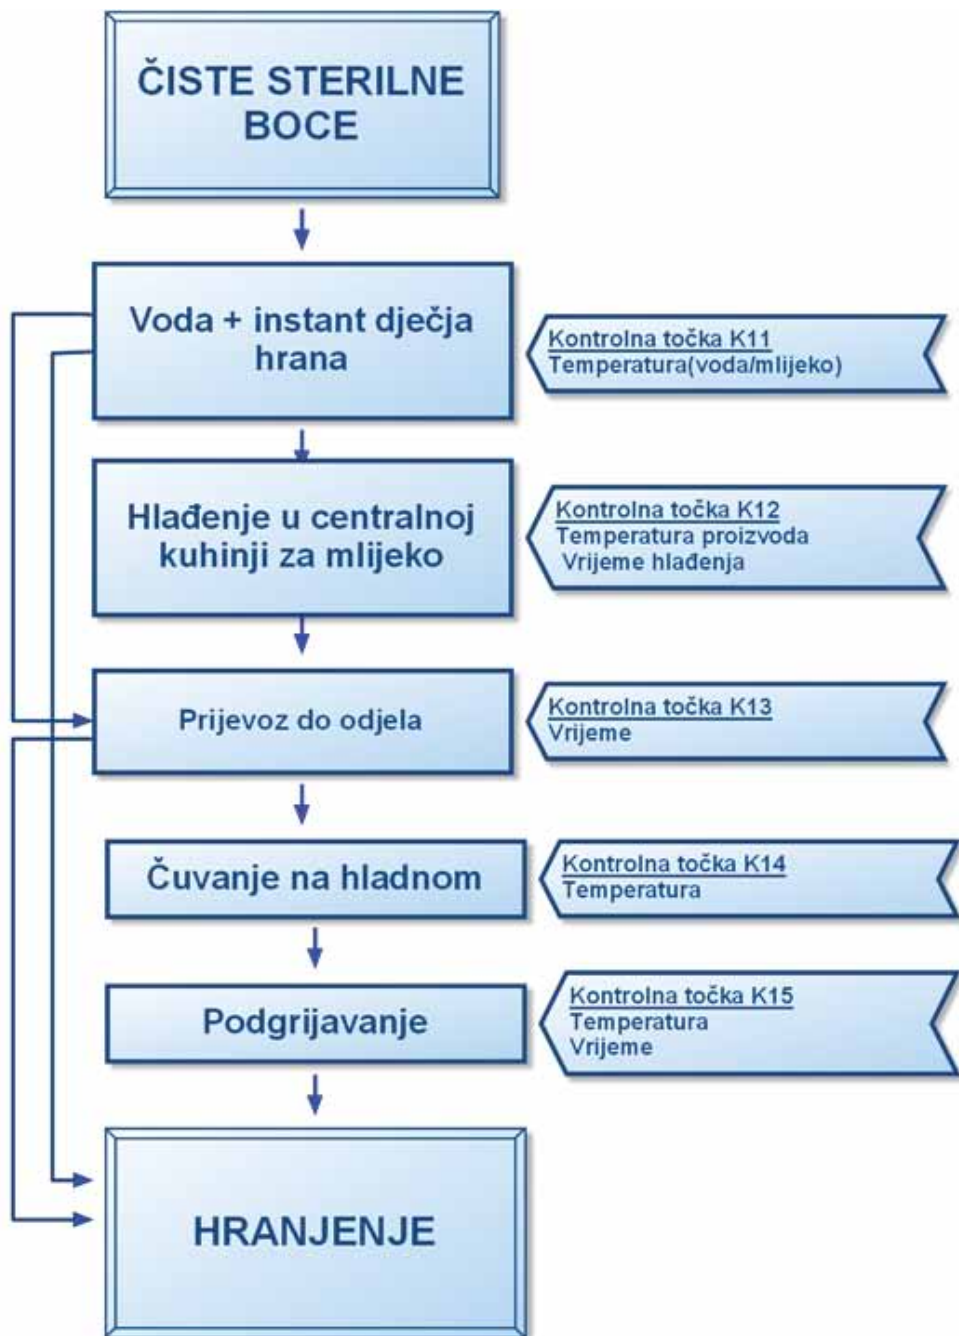 ČISTE STERILNE
BOCE
Voda + instant dječja
hrana
Kontrolna točka K11
Temperatura(voda/mlijeko)
Hlađenje u centralnoj
kuhinji za mlijeko
Kontrolna točka K12
Temperatura proizvoda
Vrijeme hlađenja
Prijevoz do odjela
Kontrolna točka K13
Vrijeme
Čuvanje na hladnom
Kontrolna točka K14
Temperatura
Podgrijavanje
Kontrolna točka K15
Temperatura
Vrijeme
HRANJENJE